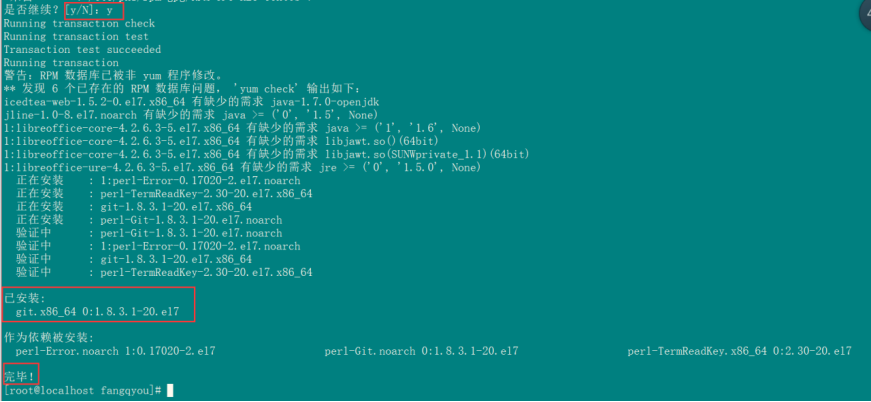 是否继续？[y/N]：y
Running transaction check
Running transaction test
Transaction test succeeded
Running transaction
警告：RPM 数据库已被非 yum 程序修改。
** 发现 6 个已存在的 RPM 数据库问题， 'yum check' 输出如下：
icedtea-web-1.5.2-0.el7.x86_64 有缺少的需求 java-1.7.0-openjdk
jline-1.0-8.el7.noarch 有缺少的需求 java >= ('0', '1.5', None)
1:libreoffice-core-4.2.6.3-5.el7.x86_64 有缺少的需求 java >= ('1', '1.6', None)
1:libreoffice-core-4.2.6.3-5.el7.x86_64 有缺少的需求 libjawt.so()(64bit)
1:libreoffice-core-4.2.6.3-5.el7.x86_64 有缺少的需求 libjawt.so(SUNWprivate_1.1)(64bit)
1:libreoffice-ure-4.2.6.3-5.el7.x86_64 有缺少的需求 jre >= ('0', '1.5.0', None)
正在安装    : 1:perl-Error-0.17020-2.el7.noarch
正在安装    : perl-TermReadKey-2.30-20.el7.x86_64
正在安装    : git-1.8.3.1-20.el7.x86_64
正在安装    : perl-Git-1.8.3.1-20.el7.noarch
验证中      : perl-Git-1.8.3.1-20.el7.noarch
验证中      : 1:perl-Error-0.17020-2.el7.noarch
验证中      : git-1.8.3.1-20.el7.x86_64
验证中      : perl-TermReadKey-2.30-20.el7.x86_64
已安装:
git.x86_64 0:1.8.3.1-20.el7
作为依赖被安装:
perl-Error.noarch 1:0.17020-2.el7 perl-Git.noarch 0:1.8.3.1-20.el7 perl-TermReadKey.x86_64 0:2.30-20.el7
完毕！
[root@localhost fangqyou]#